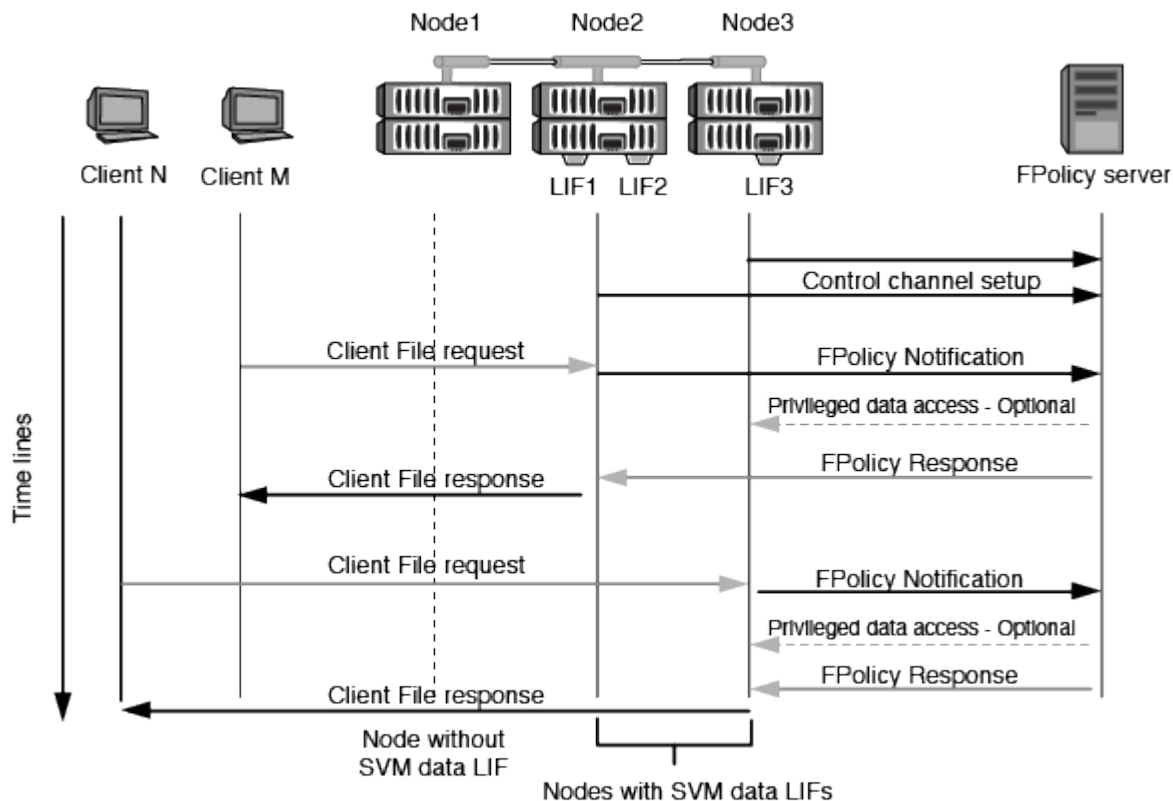 Node1
Node2
Node3
Client N
Client M
LIF1
LIF2
LIF3
FPolicy server
Control channel setup
Client File request
FPolicy Notification
Privileged data access - Optional
FPolicy Response
Client File response
Time lines
Client File request
FPolicy Notification
Privileged data access - Optional
FPolicy Response
Client File response
Node without
SVM data LIF
Nodes with SVM data LIFs